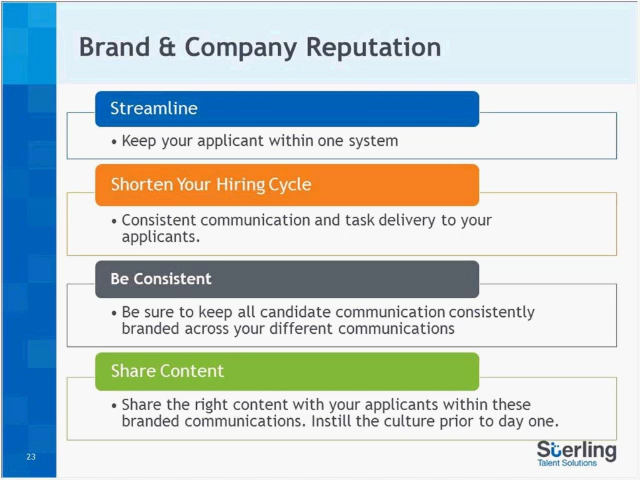 Brand & Company Reputation
Streamline
• Keep your applicant within one system
Shorten Your Hiring Cycle
• Consistent communication and task delivery to your
applicants.
Be Consistent
• Be sure to keep all candidate communication consistently
branded across your different communications
Share Content
• Share the right content with your applicants within these
branded communications. Instill the culture prior to day one.
23
Sterling
Talent Solutions